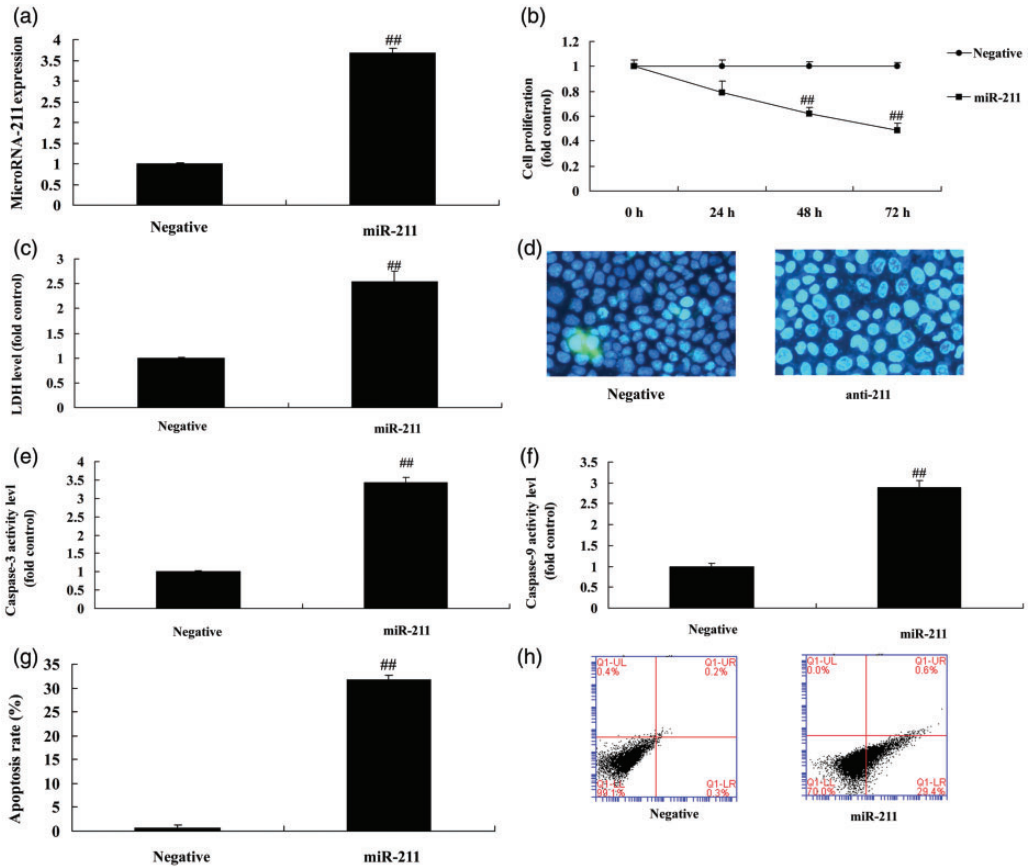 (a)
MicroRNA-211 expression
4
3.5
3
2.5
2
1.5
1
0.5
0
##
Negative
miR-211
(b)
Cell proliferation
(fold control)
1.2
1
0.8
0.6
0.4
0.2
0
##
##
0 h
24 h
48 h
72 h
Negative
miR-211
(c)
LDH level (fold control)
3
2.5
2
1.5
1
0.5
0
##
Negative
miR-211
(d)
Negative
anti-211
(e)
Caspase-3 activity levl
(fold control)
4
3.5
3
2.5
2
1.5
1
0.5
0
##
Negative
miR-211
(f)
Caspase-9 activity levl
(fold control)
3.5
3
2.5
2
1.5
1
0.5
0
##
Negative
miR-211
(g)
Apoptosis rate (%)
35
30
25
20
15
10
5
0
##
Negative
miR-211
(h)
Q1-UL
0.4%
Q1-UR
0.2%
Q1-LL
99.1%
Q1-LR
0.3%
Negative
Q1-UL
0.0%
Q1-UR
0.6%
Q1-LL
70.0%
Q1-LR
29.4%
miR-211